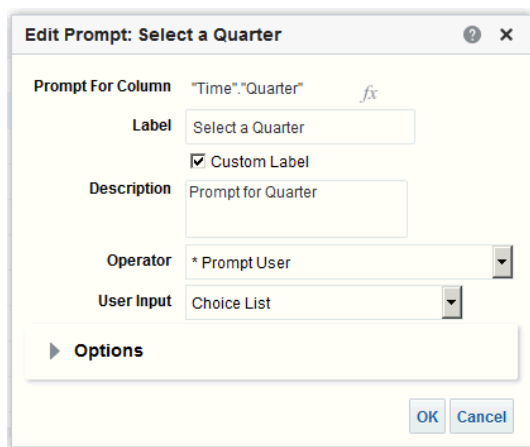 Edit Prompt: Select a Quarter ? ×
Prompt For Column "Time"."Quarter" fx
Label Select a Quarter
Custom Label
Description Prompt for Quarter
Operator * Prompt User
User Input Choice List
Options
OK Cancel